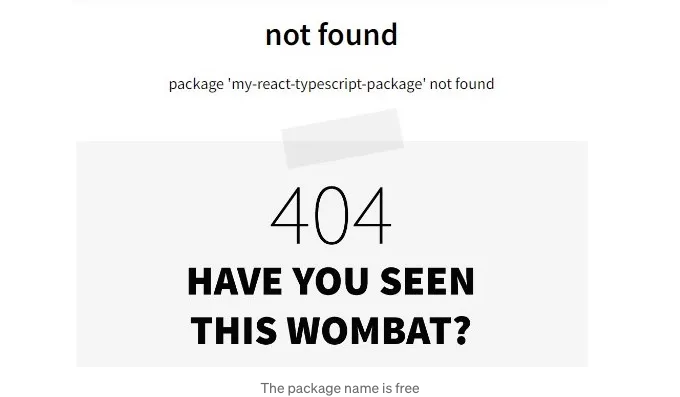 not found
package 'my-react-typescript-package' not found
404
HAVE YOU SEEN
THIS WOMBAT?
The package name is free